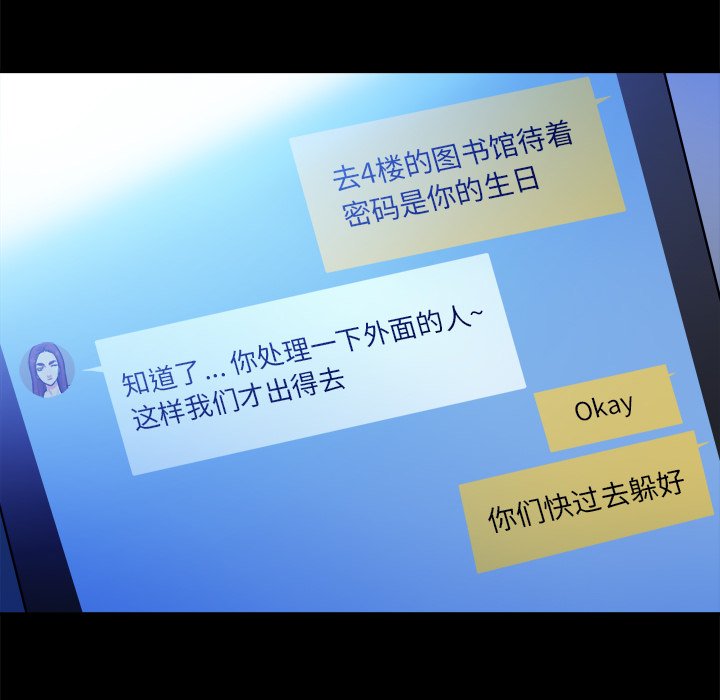 去4楼的图书馆待着
密码是你的生日
知道了...你处理一下外面的人~
这样我们才出得去
Okay
你们快过去躲好